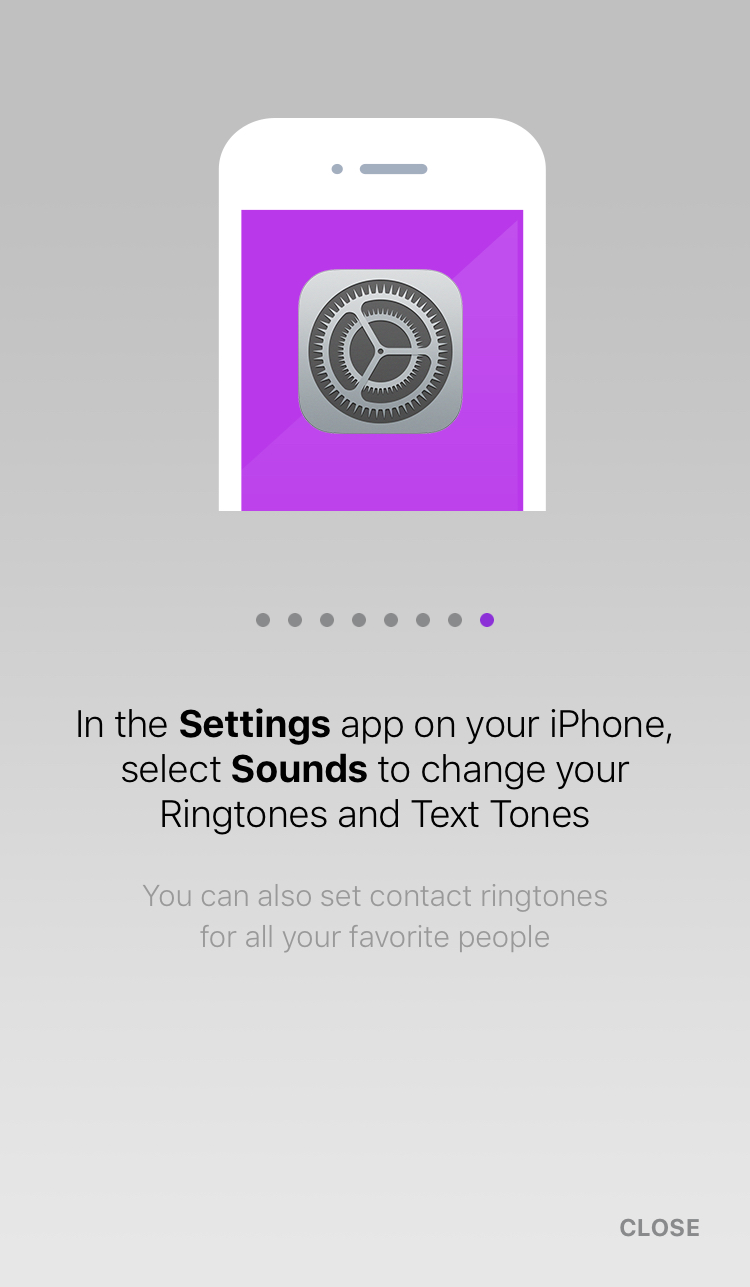 In the Settings app on your iPhone,
select Sounds to change your
Ringtones and Text Tones
You can also set contact ringtones
for all your favorite people
CLOSE